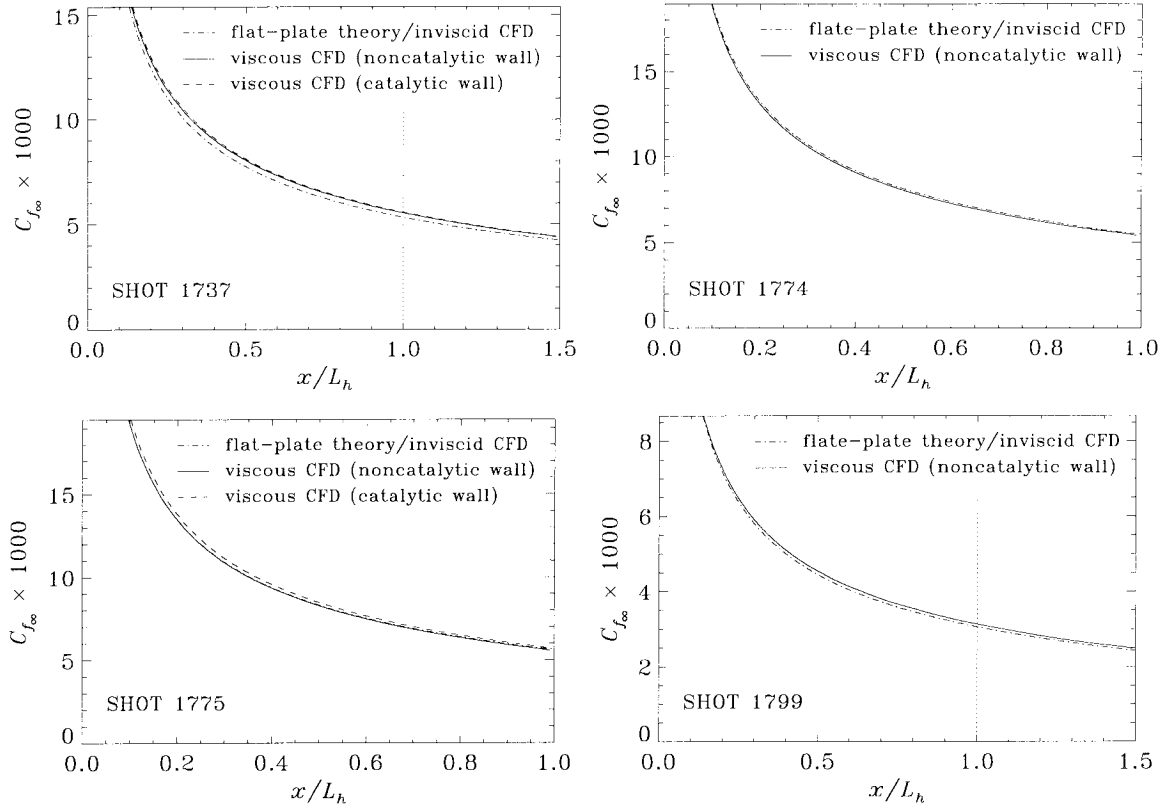 15
10
5
0
C_f∞ × 1000
flat-plate theory/inviscid CFD
viscous CFD (noncatalytic wall)
viscous CFD (catalytic wall)
SHOT 1737
0.0 0.5 1.0 1.5
x/L_h
15
10
5
0
C_f∞ × 1000
flat-plate theory/inviscid CFD
viscous CFD (noncatalytic wall)
SHOT 1774
0.0 0.2 0.4 0.6 0.8 1.0
x/L_h
15
10
5
0
C_f∞ × 1000
flat-plate theory/inviscid CFD
viscous CFD (noncatalytic wall)
viscous CFD (catalytic wall)
SHOT 1775
0.0 0.2 0.4 0.6 0.8 1.0
x/L_h
8
6
4
2
0
C_f∞ × 1000
flate-plate theory/inviscid CFD
viscous CFD (noncatalytic wall)
SHOT 1799
0.0 0.5 1.0 1.5
x/L_h